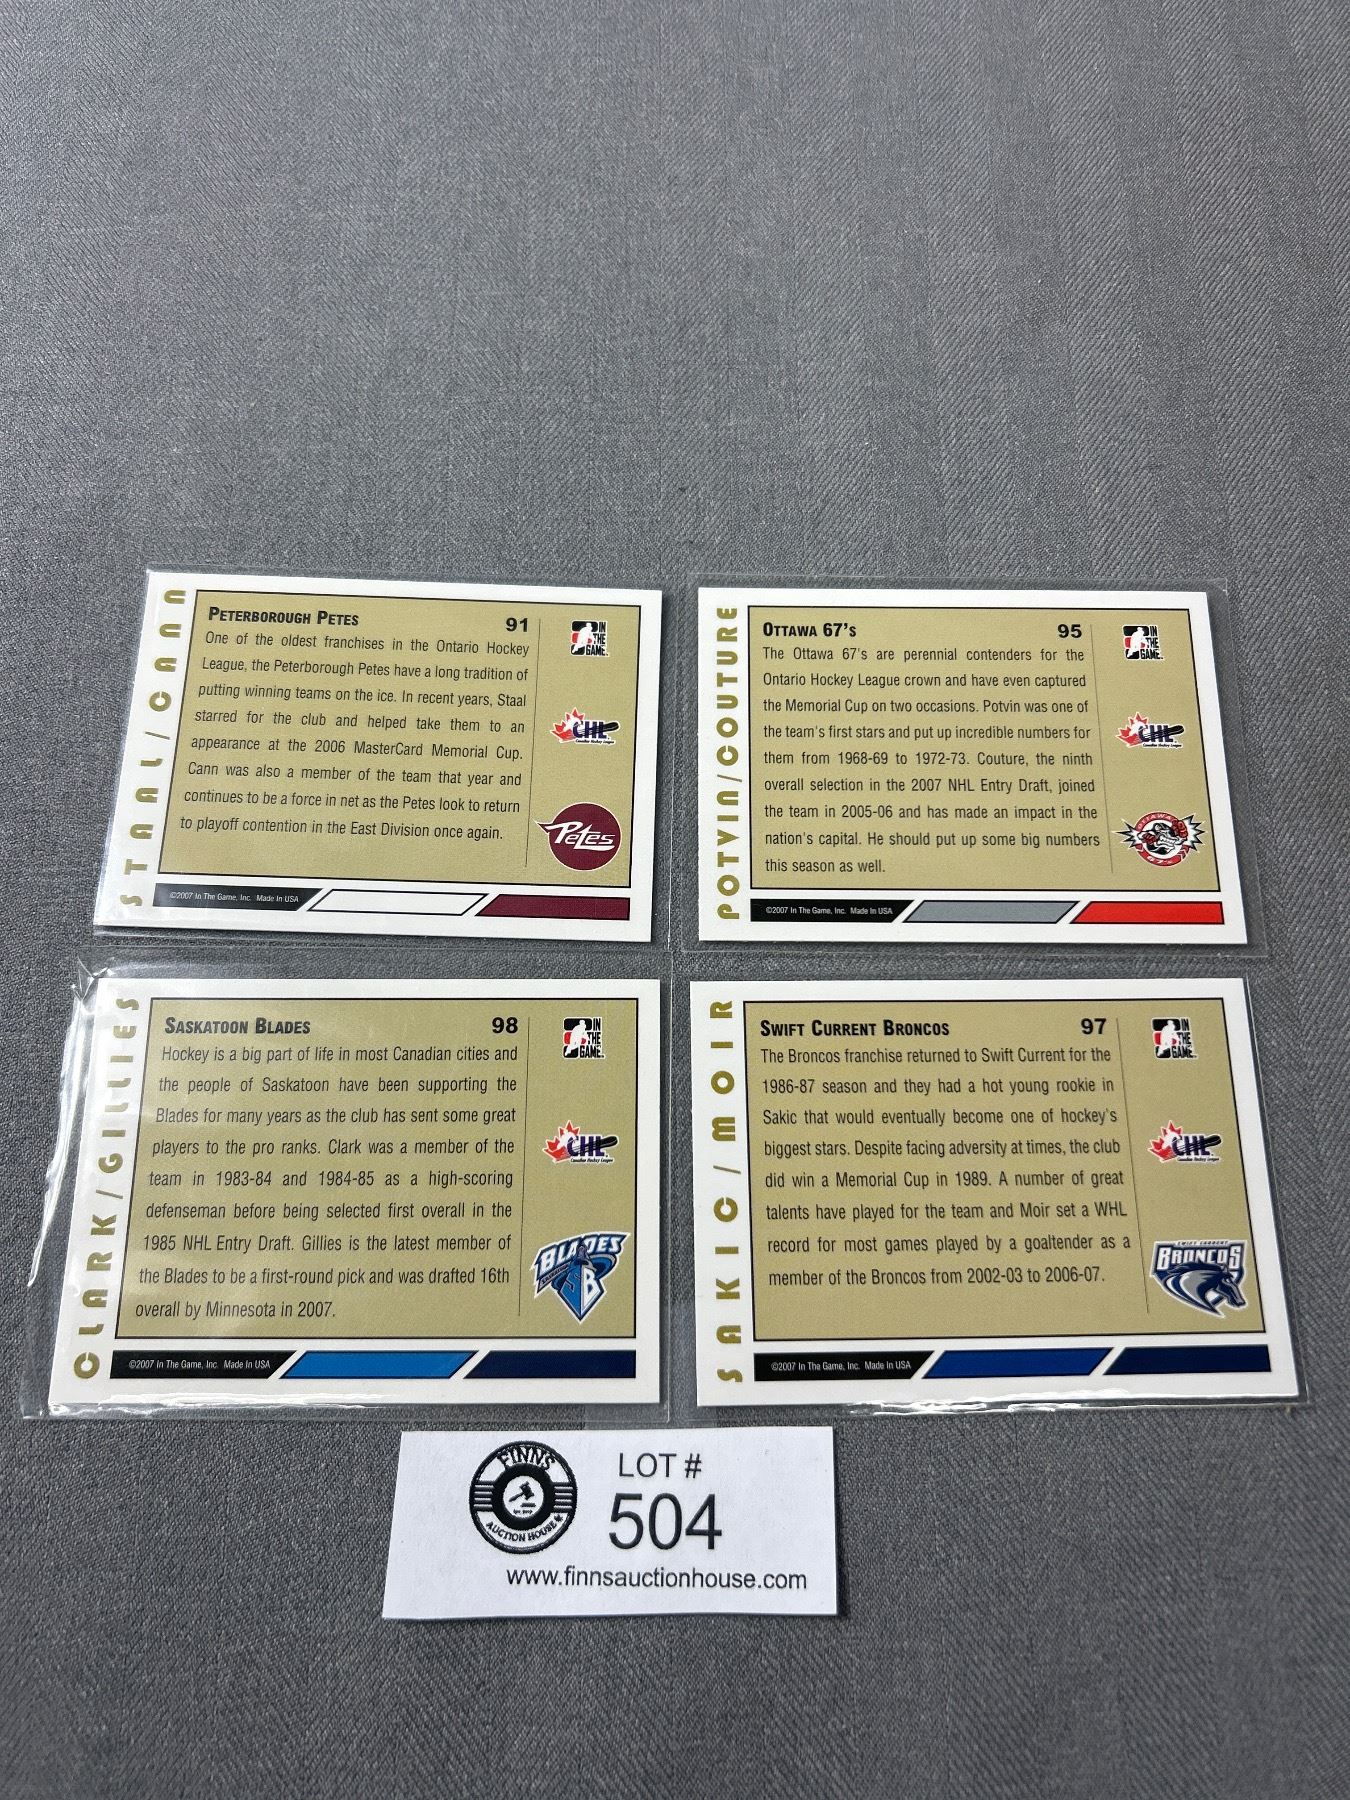 STAAL/CANN
PETERBOROUGH PETES 91
One of the oldest franchises in the Ontario Hockey
League, the Peterborough Petes have a long tradition of
putting winning teams on the ice. In recent years, Staal
starred for the club and helped take them to an
appearance at the 2006 MasterCard Memorial Cup.
Cann was also a member of the team that year and
continues to be a force in net as the Petes look to return
to playoff contention in the East Division once again.
IN
THE
GAME.
CHL
Canadian Hockey League
Petes
©2007 In The Game, Inc. Made In USA
POTVIN/COUTURE
OTTAWA 67'S 95
The Ottawa 67's are perennial contenders for the
Ontario Hockey League crown and have even captured
the Memorial Cup on two occasions. Potvin was one of
the team's first stars and put up incredible numbers for
them from 1968-69 to 1972-73. Couture, the ninth
overall selection in the 2007 NHL Entry Draft, joined
the team in 2005-06 and has made an impact in the
nation's capital. He should put up some big numbers
this season as well.
IN
THE
GAME.
CHL
Canadian Hockey League
OTTAWA
67's
©2007 In The Game, Inc. Made In USA
CLARK/GILLIES
SASKATOON BLADES 98
Hockey is a big part of life in most Canadian cities and
the people of Saskatoon have been supporting the
Blades for many years as the club has sent some great
players to the pro ranks. Clark was a member of the
team in 1983-84 and 1984-85 as a high-scoring
defenseman before being selected first overall in the
1985 NHL Entry Draft. Gillies is the latest member of
the Blades to be a first-round pick and was drafted 16th
overall by Minnesota in 2007.
IN
THE
GAME.
CHL
Canadian Hockey League
BLADES
SASKATOON
SB
©2007 In The Game, Inc. Made In USA
SAKIC/MOIR
SWIFT CURRENT BRONCOS 97
The Broncos franchise returned to Swift Current for the
1986-87 season and they had a hot young rookie in
Sakic that would eventually become one of hockey's
biggest stars. Despite facing adversity at times, the club
did win a Memorial Cup in 1989. A number of great
talents have played for the team and Moir set a WHL
record for most games played by a goaltender as a
member of the Broncos from 2002-03 to 2006-07.
IN
THE
GAME.
CHL
Canadian Hockey League
SWIFT CURRENT
BRONCOS
©2007 In The Game, Inc. Made In USA
FINNS
AUCTION HOUSE
LOT #
504
www.finnsauctionhouse.com